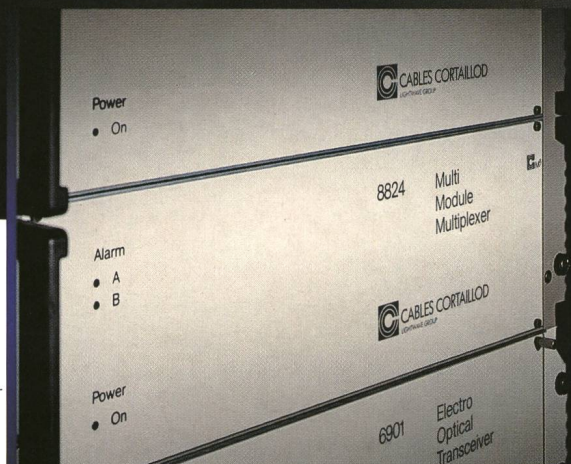 Power
On
CABLES CORTAILLOD
LIGHTWAVE GROUP
8824 Multi
Module
Multiplexer
Alarm
A
B
CABLES CORTAILLOD
LIGHTWAVE GROUP
Power
On
6901 Electro
Optical
Transceiver